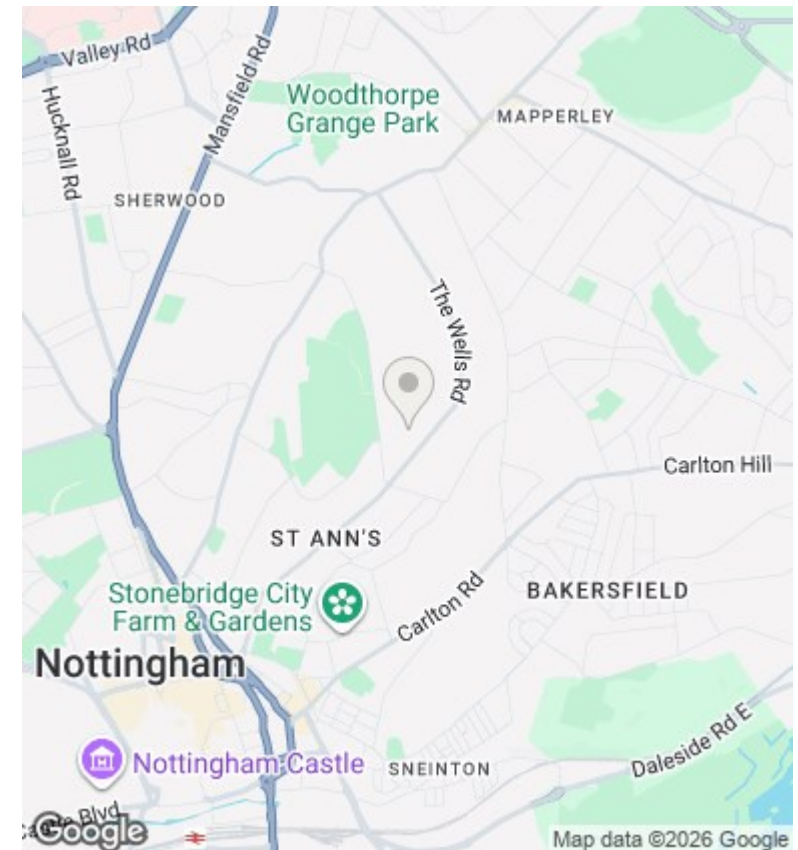 Valley Rd
Hucknall Rd
Mansfield Rd
Woodthorpe
Grange Park
MAPPERLEY
SHERWOOD
The Wells Rd
Carlton Hill
ST ANN'S
Stonebridge City
Farm & Gardens
Carlton Rd
BAKERSFIELD
Nottingham
Nottingham Castle
SNEINTON
Daleside Rd E
Blvd
Google
Map data ©2026 Google